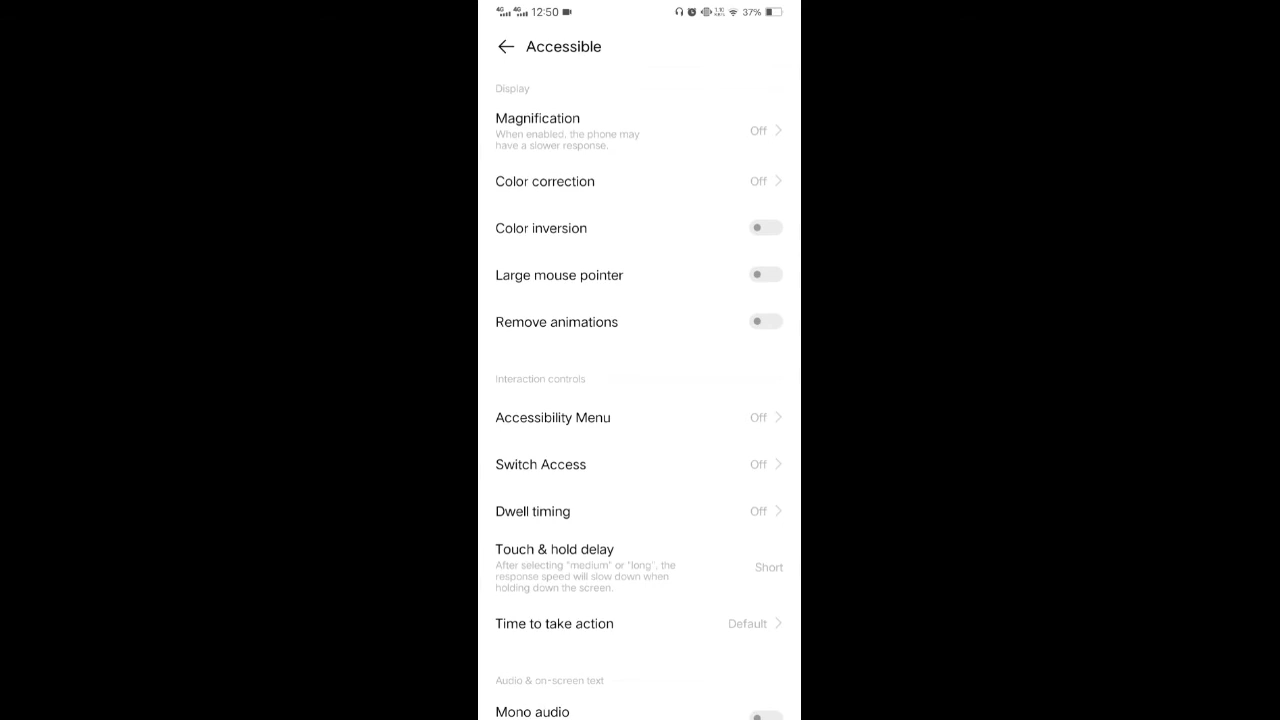 4G 4G 12:50 37%
Accessible
Display
Magnification
When enabled, the phone may
have a slower response.
Off
Color correction Off
Color inversion
Large mouse pointer
Remove animations
Interaction controls
Accessibility Menu Off
Switch Access Off
Dwell timing Off
Touch & hold delay
After selecting "medium" or "long", the
response speed will slow down when
holding down the screen.
Short
Time to take action Default
Audio & on-screen text
Mono audio